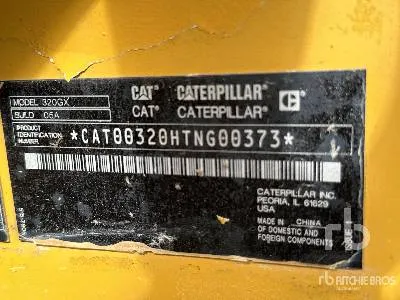 CAT® CATERPILLAR®
CAT® CATERPILLAR®
MODEL 320GX
BUILD 05A
PRODUCT
IDENTIFICATION
NUMBER
*CAT00320HTNG00373*
CATERPILLAR INC.
PEORIA, IL 61629
USA
MADE IN CHINA
OF DOMESTIC AND
FOREIGN COMPONENTS
rb
RITCHIE BROS